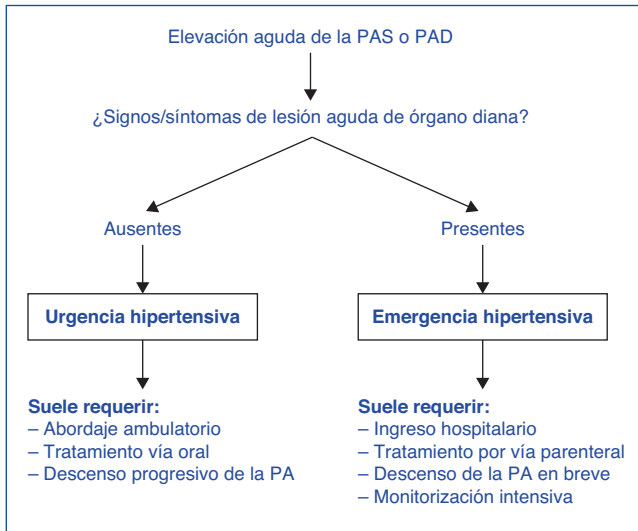 Elevación aguda de la PAS o PAD
¿Signos/síntomas de lesión aguda de órgano diana?
Ausentes
Presentes
Urgencia hipertensiva
Emergencia hipertensiva
Suele requerir:
– Abordaje ambulatorio
– Tratamiento vía oral
– Descenso progresivo de la PA
Suele requerir:
– Ingreso hospitalario
– Tratamiento por vía parenteral
– Descenso de la PA en breve
– Monitorización intensiva